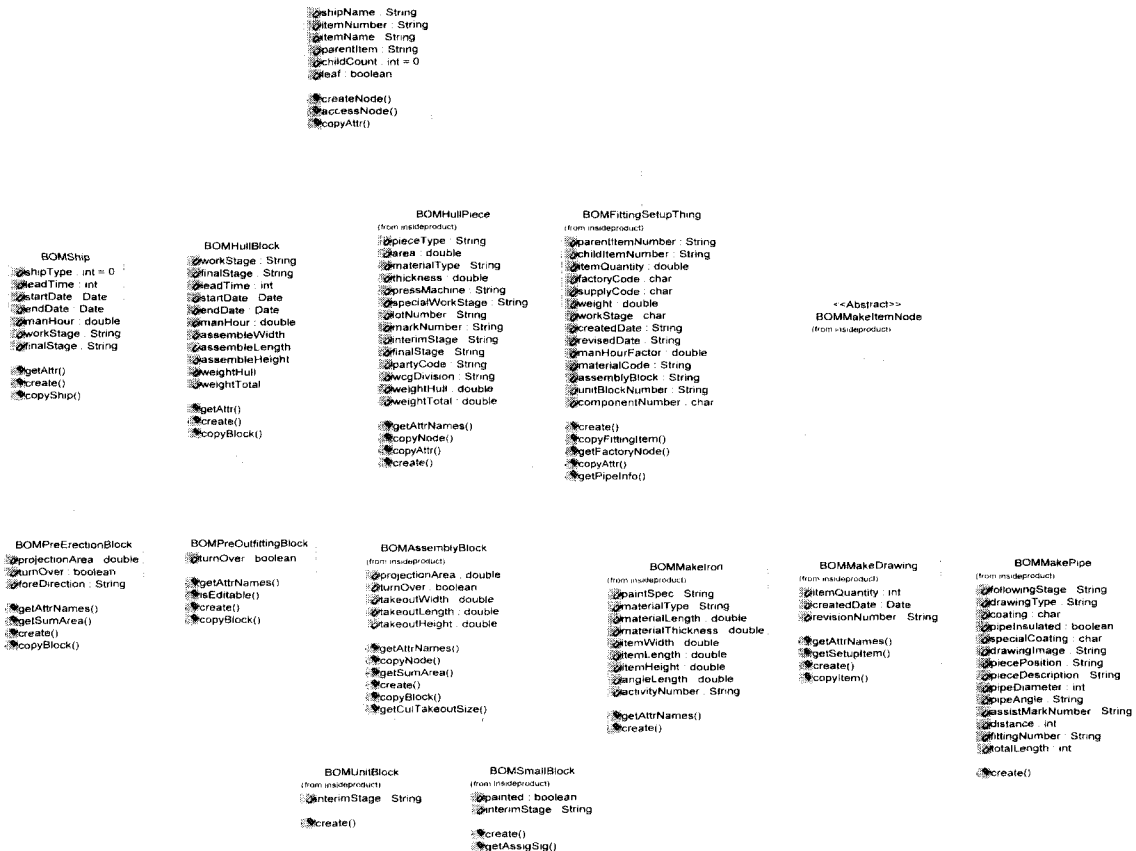 shipName : String
itemNumber : String
itemName String
parentItem : String
childCount : int = 0
leaf : boolean
createNode()
accessNode()
copyAttr()
BOMShip
shipType : int = 0
leadTime : int
startDate : Date
endDate : Date
manHour : double
workStage : String
finalStage : String
getAttr()
create()
copyShip()
BOMHullBlock
workStage : String
finalStage : String
leadTime : int
startDate Date
endDate : Date
manHour : double
assembleWidth
assembleLength
assembleHeight
weightHull
weightTotal
getAttr()
create()
copyBlock()
BOMHullPiece
(from insideproduct)
pieceType : String
area : double
materialType String
thickness : double
pressMachine : String
specialWorkStage : String
lotNumber : String
markNumber : String
interimStage : String
finalStage : String
partyCode : String
wcgDivision : String
weightHull : double
weightTotal : double
getAttrNames()
copyNode()
copyAttr()
create()
BOMFittingSetupThing
(from insideproduct)
parentItemNumber : String
childItemNumber : String
itemQuantity : double
factoryCode : char
supplyCode : char
weight : double
workStage char
createdDate : String
revisedDate : String
manHourFactor : double
materialCode : String
assemblyBlock : String
unitBlockNumber : String
componentNumber : char
create()
copyFittingItem()
getFactoryNode()
copyAttr()
getPipeInfo()
<<Abstract>>
BOMMakeItemNode
(from insideproduct)
BOMPreErectionBlock
projectionArea double
turnOver : boolean
foreDirection : String
getAttrNames()
getSumArea()
create()
copyBlock()
BOMPreOutfittingBlock
turnOver boolean
getAttrNames()
isEditable()
create()
copyBlock()
BOMAssemblyBlock
(from insideproduct)
projectionArea : double
turnOver : boolean
takeoutWidth : double
takeoutLength : double
takeoutHeight : double
getAttrNames()
copyNode()
getSumArea()
create()
copyBlock()
getCulTakeoutSize()
BOMMakeIron
(from insideproduct)
paintSpec : String
materialType : String
materialLength : double
materialThickness double
itemWidth : double
itemLength : double
itemHeight : double
angleLength : double
activityNumber : String
getAttrNames()
create()
BOMMakeDrawing
(from insideproduct)
itemQuantity : int
createdDate : Date
revisionNumber String
getAttrNames()
getSetupItem()
create()
copyItem()
BOMMakePipe
(from insideproduct)
followingStage : String
drawingType : String
coating : char
pipeInsulated : boolean
specialCoating : char
drawingImage : String
piecePosition : String
pieceDescription String
pipeDiameter : int
pipeAngle : String
assistMarkNumber String
distance : int
fittingNumber : String
totalLength : int
create()
BOMUnitBlock
(from insideproduct)
interimStage String
create()
BOMSmallBlock
(from insideproduct)
painted : boolean
interimStage String
create()
getAssigSig()